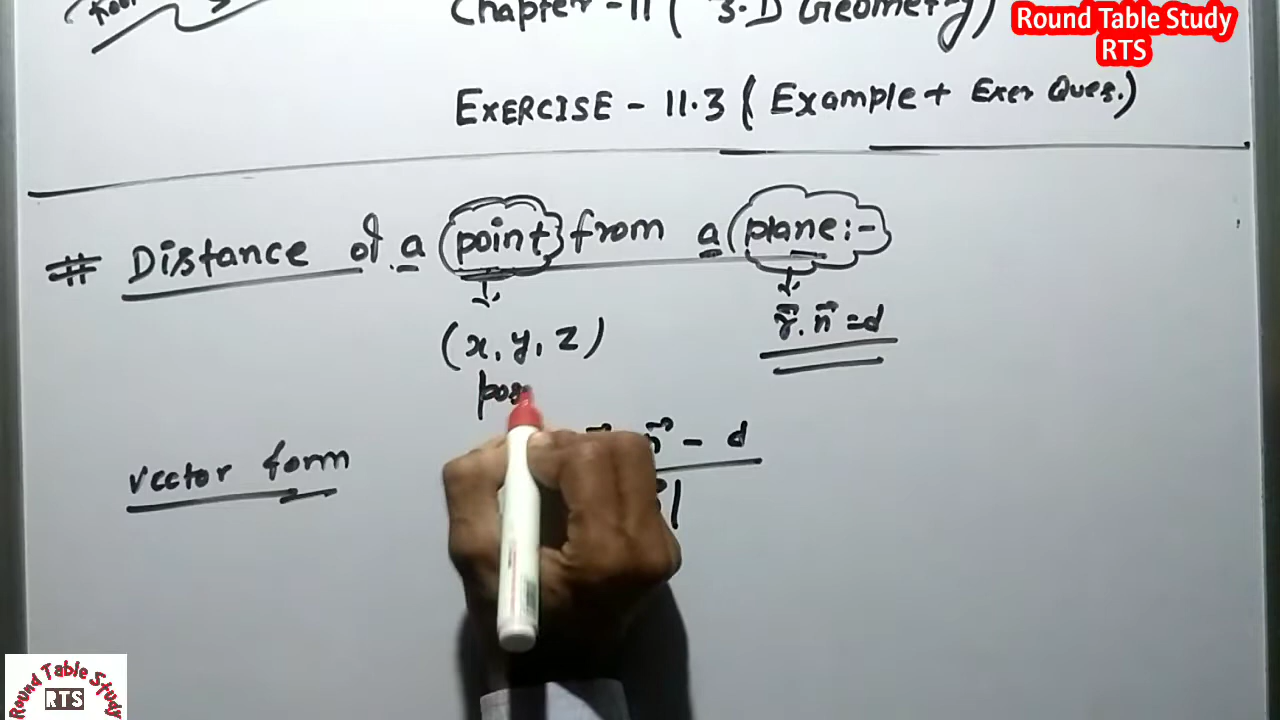 Chapter-11 ( 3.D Geometry)
Round Table Study
RTS
EXERCISE - 11.3 ( Example + Exer Ques.)
# Distance of a point from a plane:-
(x, y, z)
r⃗. n⃗ = d
pos
n⃗ - d
vector form
Round Table Study
RTS